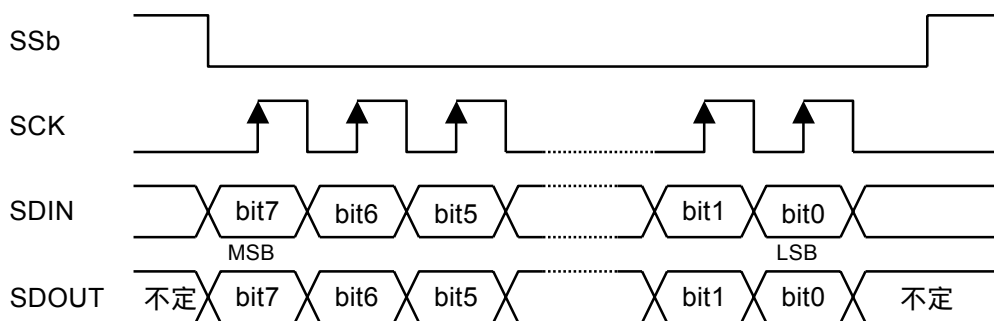 SSb
SCK
SDIN bit7 bit6 bit5 bit1 bit0
MSB LSB
SDOUT 不定 bit7 bit6 bit5 bit1 bit0 不定